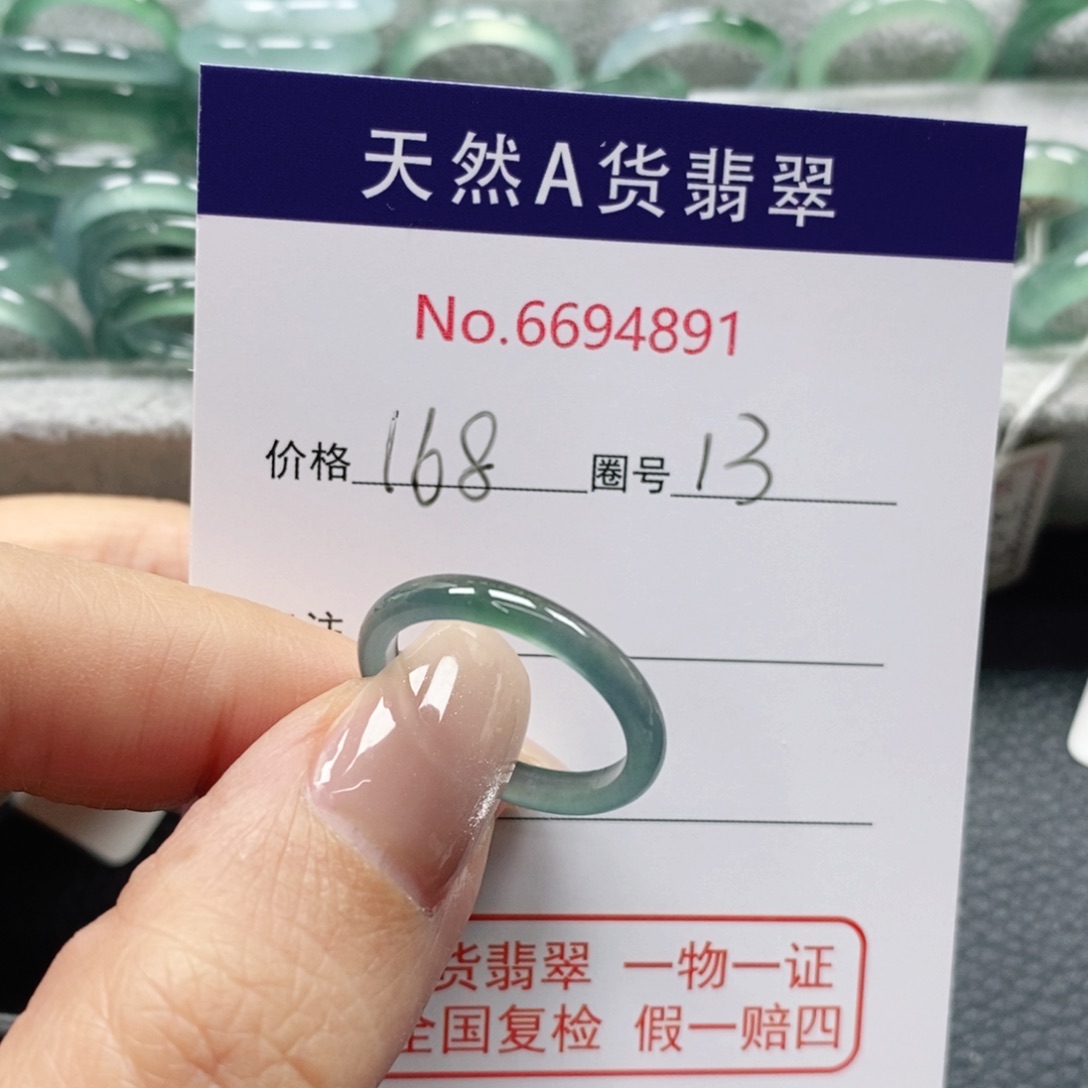 天然A货翡翠
No.6694891
价格 168 圈号 13
注
货翡翠 一物一证
全国复检 假一赔四